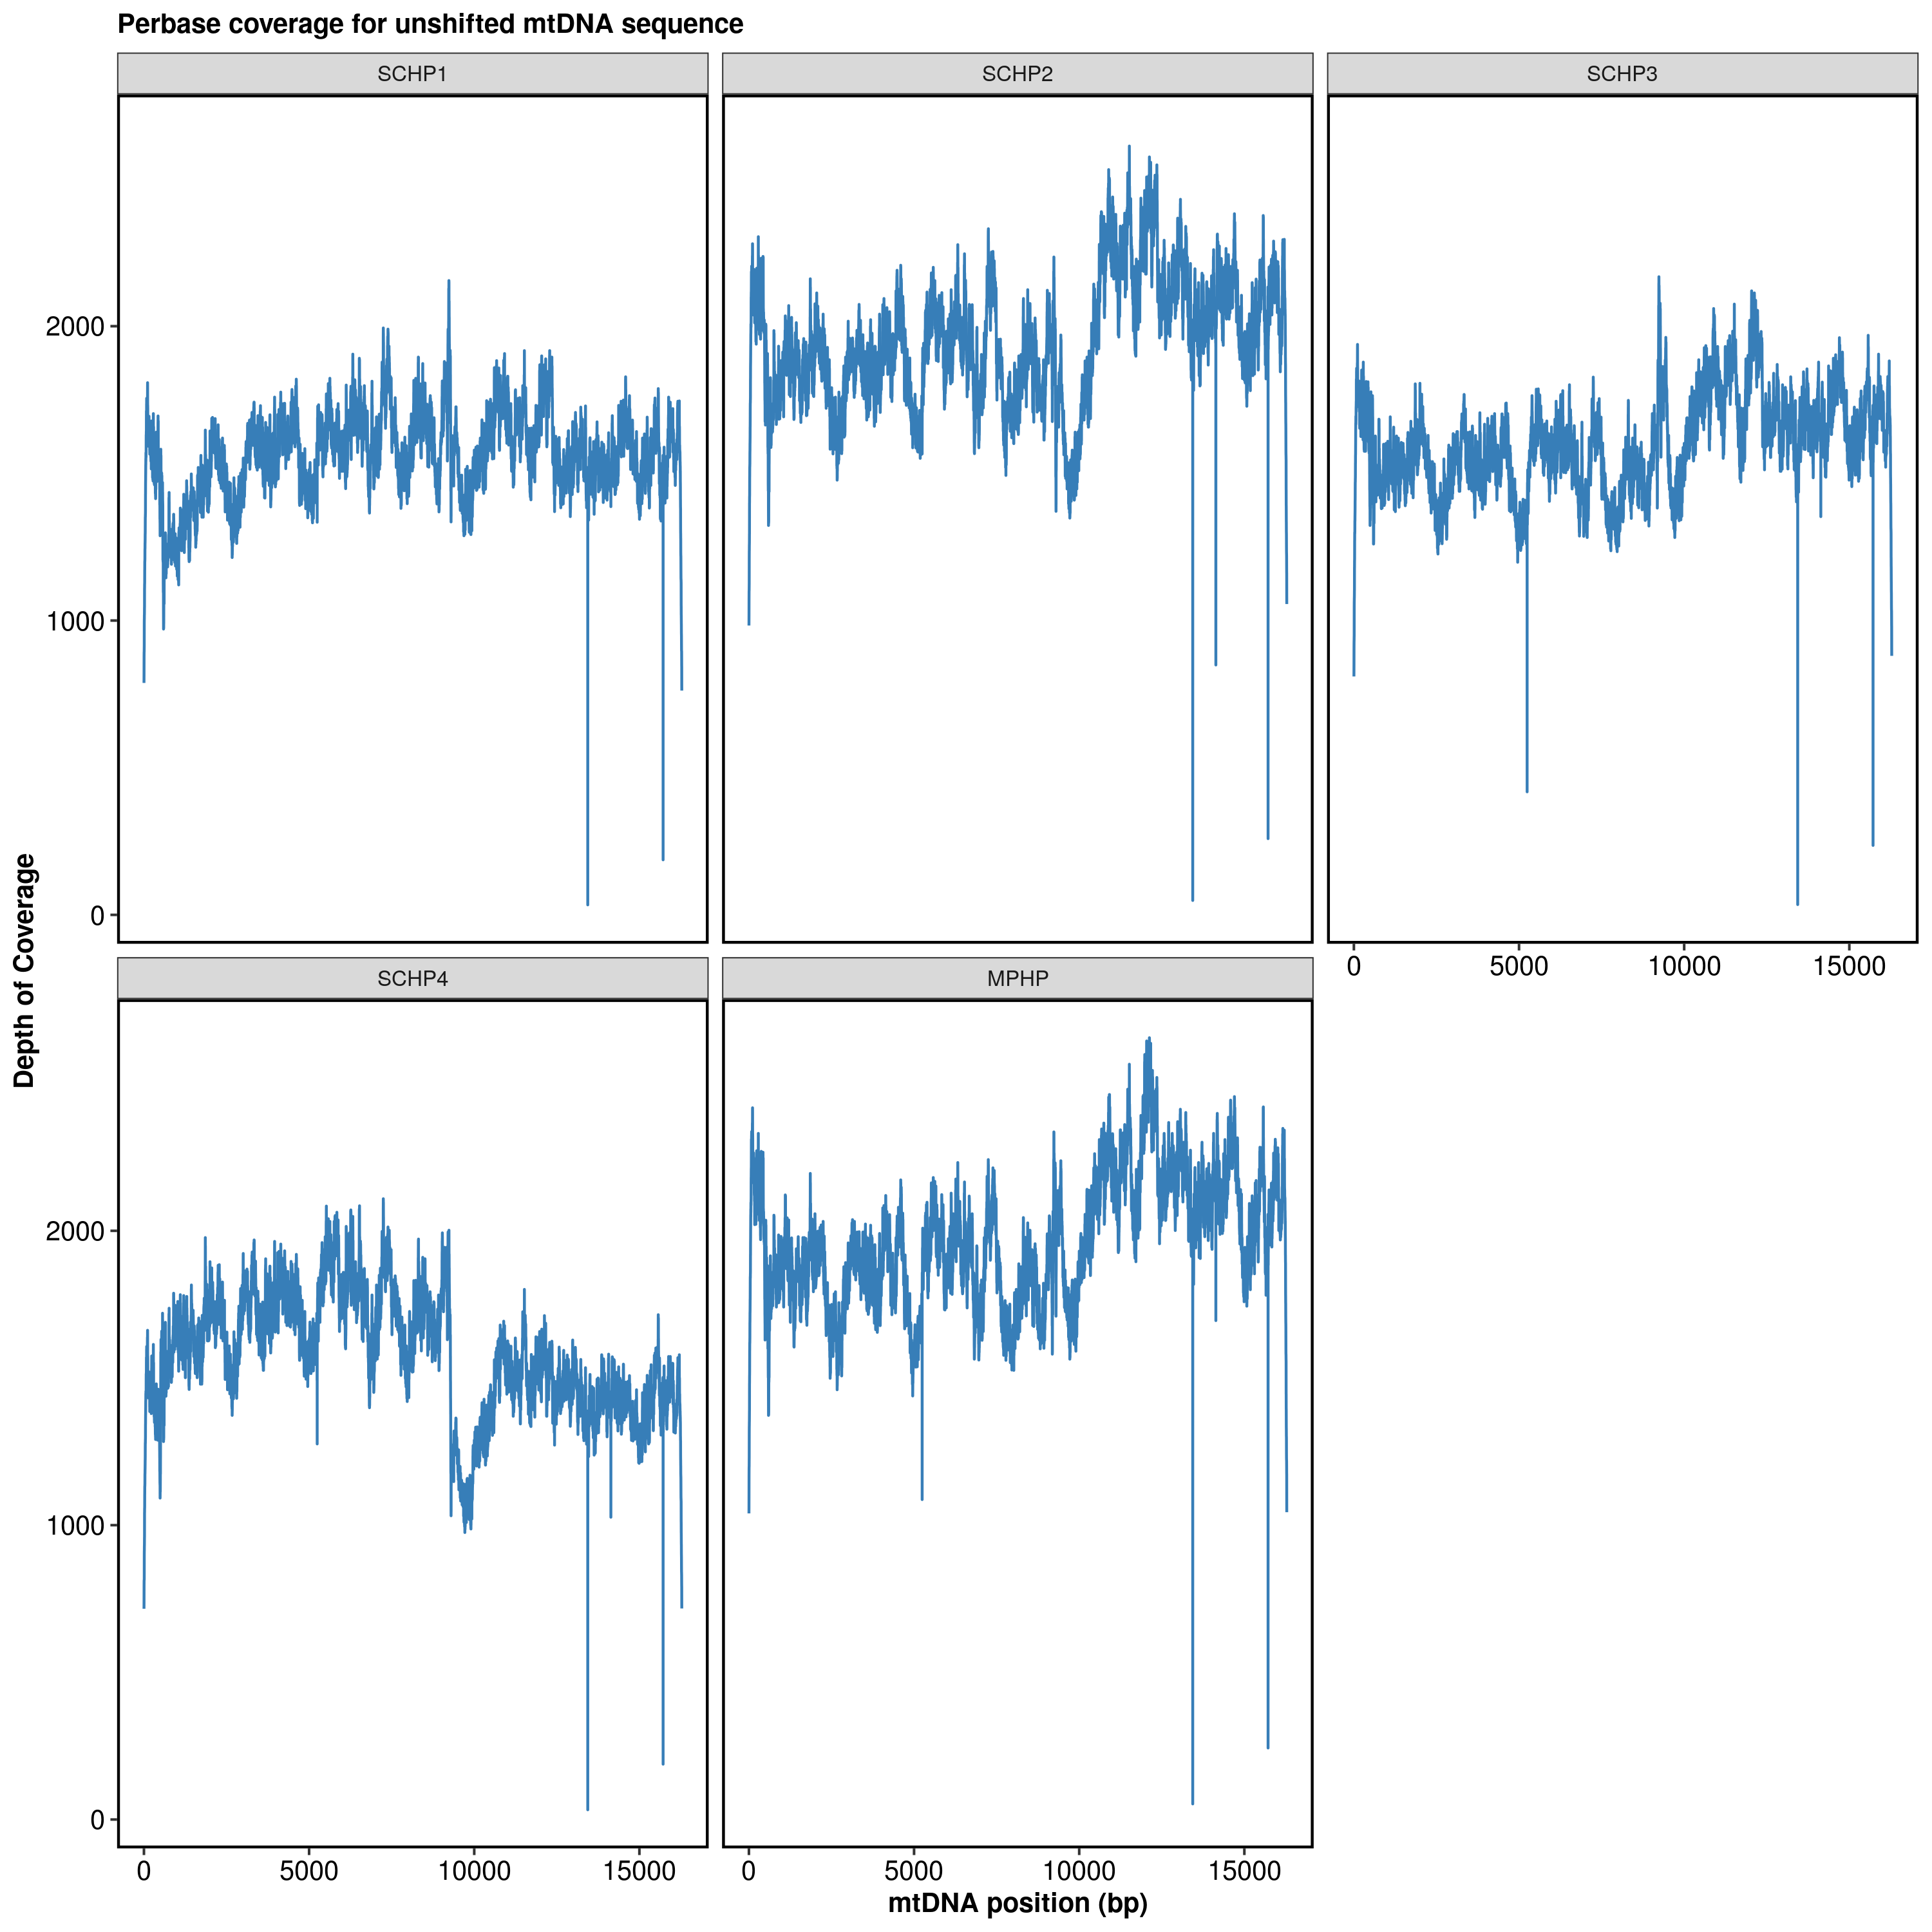 Perbase coverage for unshifted mtDNA sequence
SCHP1
SCHP2
SCHP3
2000
1000
0
0 5000 10000 15000
Depth of Coverage
SCHP4
MPHP
2000
1000
0
0 5000 10000 15000
0 5000 10000 15000
mtDNA position (bp)